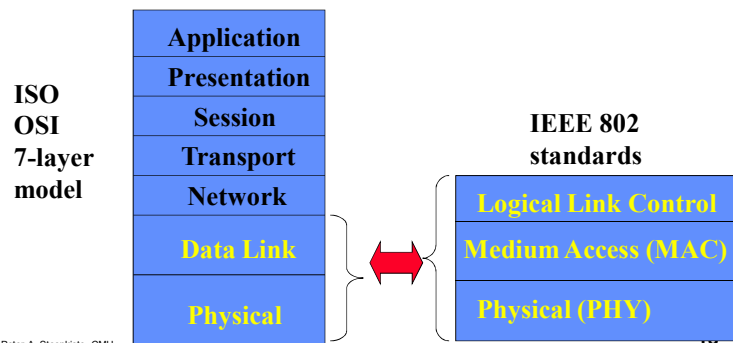 ISO
OSI
7-layer
model
Application
Presentation
Session
Transport
Network
Data Link
Physical
IEEE 802
standards
Logical Link Control
Medium Access (MAC)
Physical (PHY)